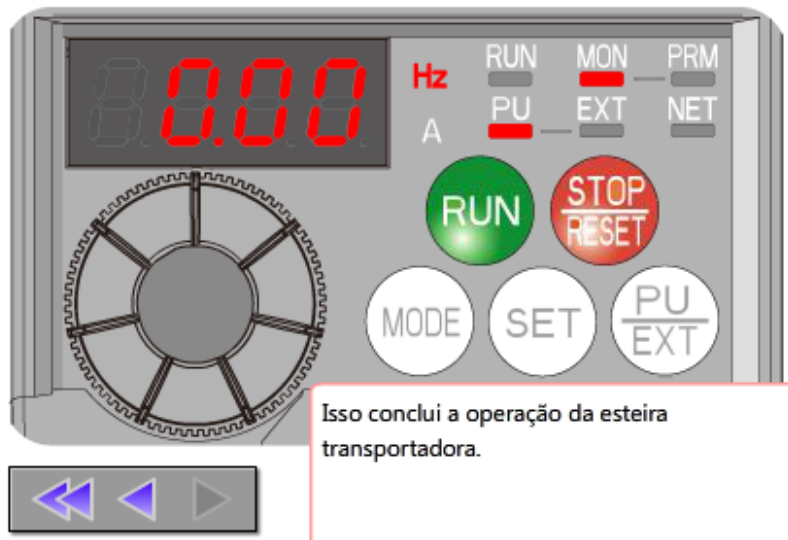 0.00
Hz
RUN MON PRM
A
PU EXT NET
RUN
STOP
RESET
MODE
SET
PU
EXT
Isso conclui a operação da esteira
transportadora.